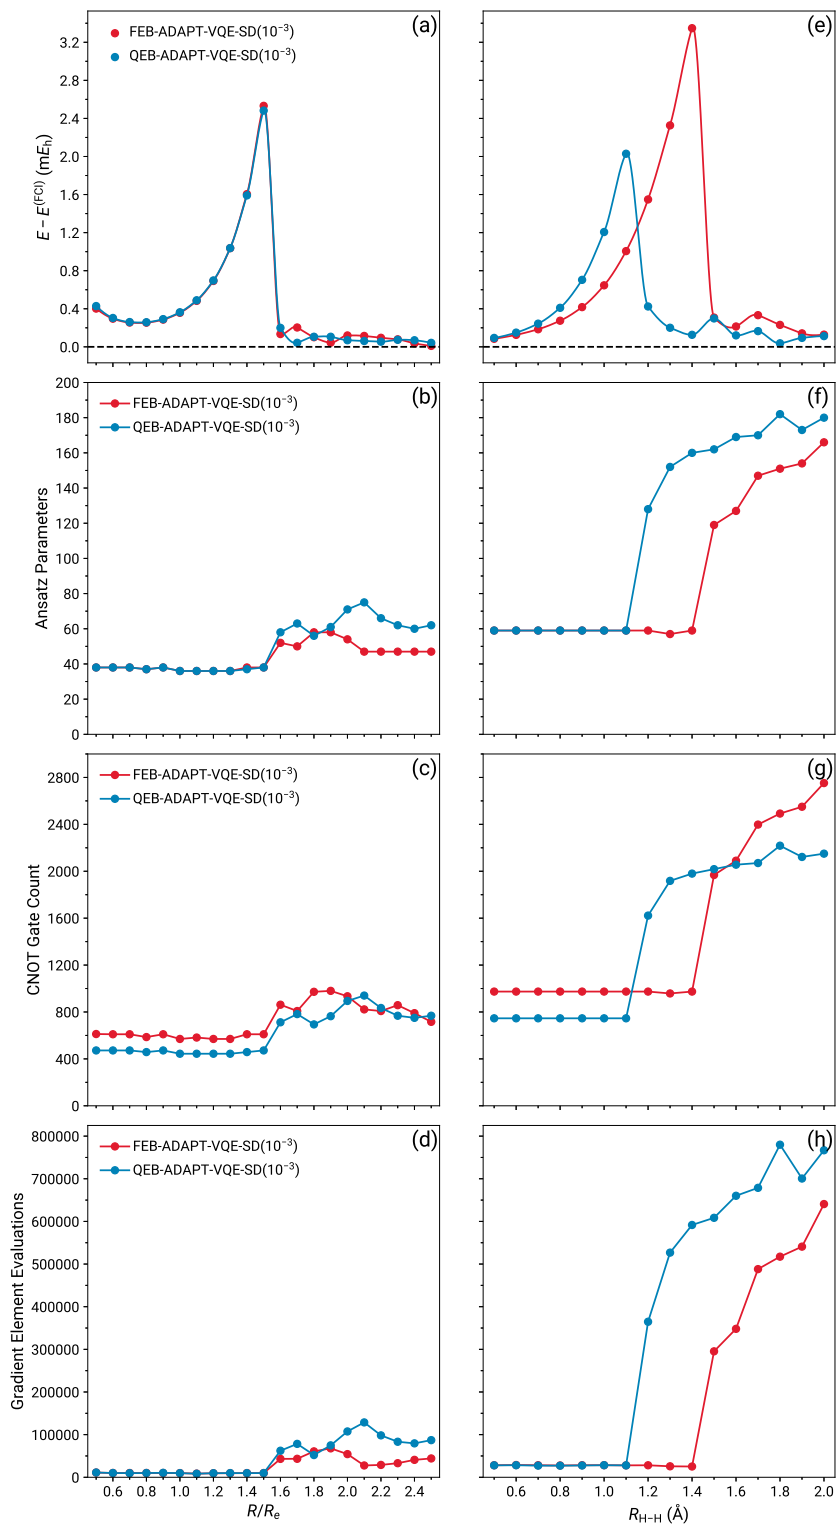 (a)
FEB-ADAPT-VQE-SD(10⁻³)
QEB-ADAPT-VQE-SD(10⁻³)
E − E^(FCI) (mE_h)
3.2
2.8
2.4
2.0
1.6
1.2
0.8
0.4
0.0
(e)
(b)
FEB-ADAPT-VQE-SD(10⁻³)
QEB-ADAPT-VQE-SD(10⁻³)
Ansatz Parameters
200
180
160
140
120
100
80
60
40
20
0
(f)
(c)
FEB-ADAPT-VQE-SD(10⁻³)
QEB-ADAPT-VQE-SD(10⁻³)
CNOT Gate Count
2800
2400
2000
1600
1200
800
400
0
(g)
(d)
FEB-ADAPT-VQE-SD(10⁻³)
QEB-ADAPT-VQE-SD(10⁻³)
Gradient Element Evaluations
800000
700000
600000
500000
400000
300000
200000
100000
0
(h)
0.6 0.8 1.0 1.2 1.4 1.6 1.8 2.0 2.2 2.4
R/R_e
0.6 0.8 1.0 1.2 1.4 1.6 1.8 2.0
R_H–H (Å)